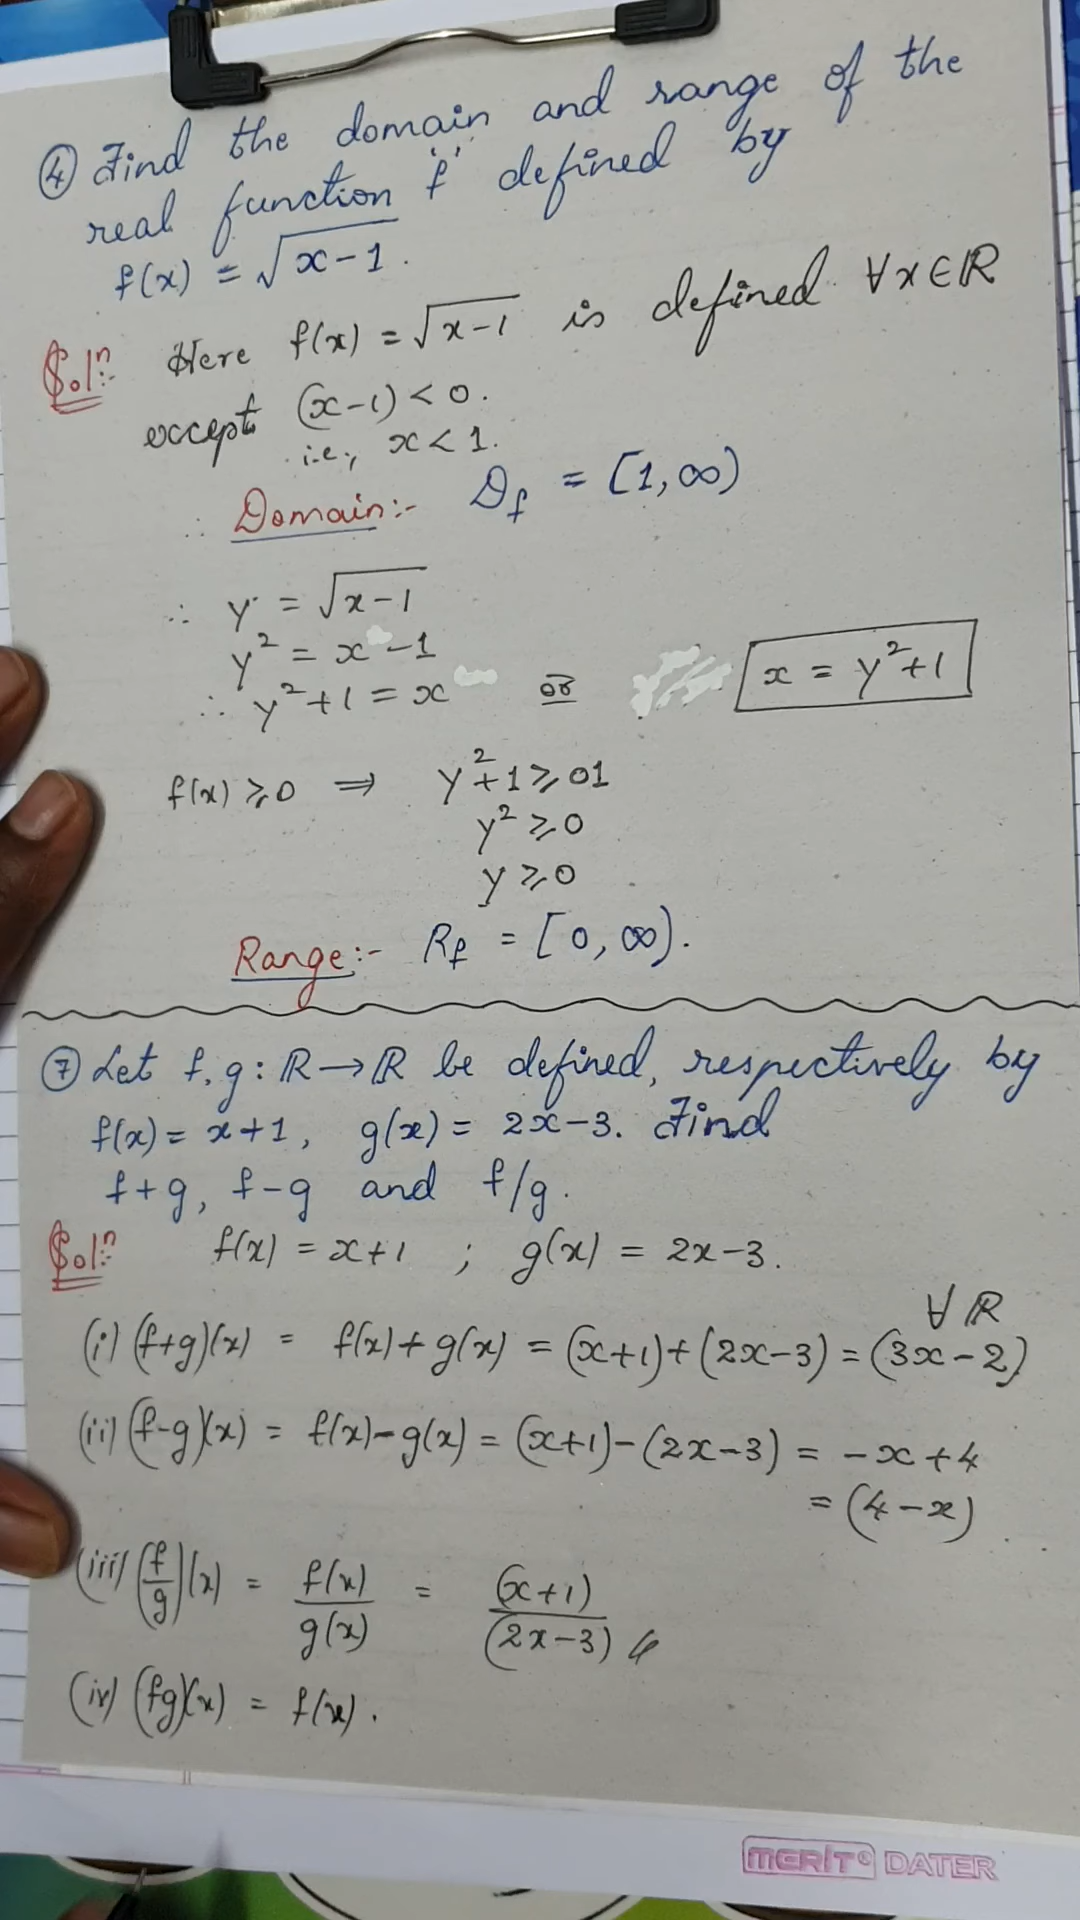 ④ Find the domain and range of the
real function 'f' defined by
f(x) = √(x-1).
Solⁿ:- Here f(x) = √(x-1) is defined ∀x∈ℝ
except (x-1) < 0.
i.e., x < 1.
∴ Domain:- D_f = [1, ∞)
∴ y = √(x-1)
y² = x - 1
∴ y² + 1 = x or x = y² + 1
f(x) ≥ 0 ⇒ y² + 1 ≥ 01
y² ≥ 0
y ≥ 0
Range:- R_f = [0, ∞).
⑦ Let f, g : ℝ → ℝ be defined, respectively by
f(x) = x + 1, g(x) = 2x - 3. Find
f + g, f - g and f/g.
Solⁿ:- f(x) = x + 1 ; g(x) = 2x - 3.
∀ ℝ
(i) (f+g)(x) = f(x) + g(x) = (x+1) + (2x-3) = (3x-2)
(ii) (f-g)(x) = f(x) - g(x) = (x+1) - (2x-3) = -x + 4
= (4-x)
(iii) (f/g)(x) = f(x)/g(x) = (x+1)/(2x-3)
(iv) (fg)(x) = f(x).
MERIT® DATER